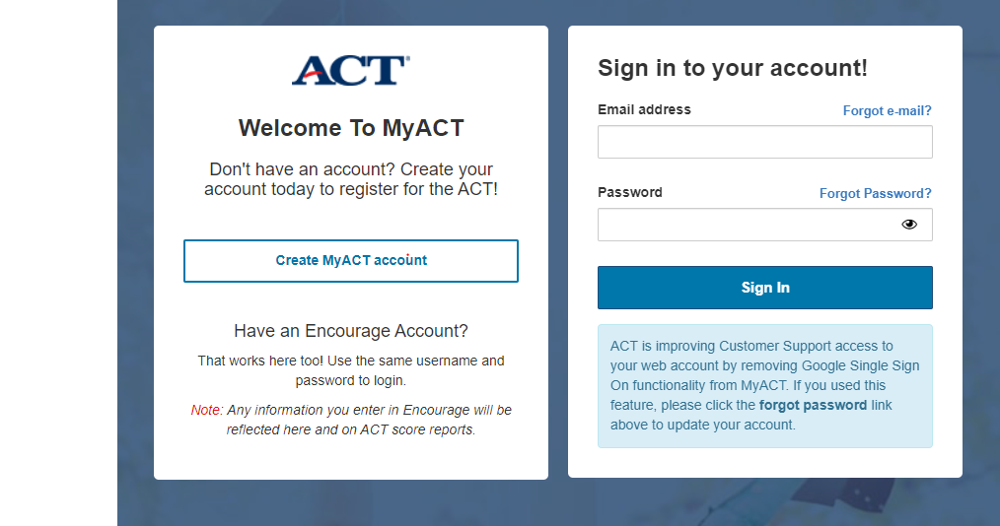 ACT®
Welcome To MyACT
Don't have an account? Create your
account today to register for the ACT!
Create MyACT account
Have an Encourage Account?
That works here too! Use the same username and
password to login.
Note: Any information you enter in Encourage will be
reflected here and on ACT score reports.
Sign in to your account!
Email address
Forgot e-mail?
Password
Forgot Password?
Sign In
ACT is improving Customer Support access to
your web account by removing Google Single Sign
On functionality from MyACT. If you used this
feature, please click the forgot password link
above to update your account.